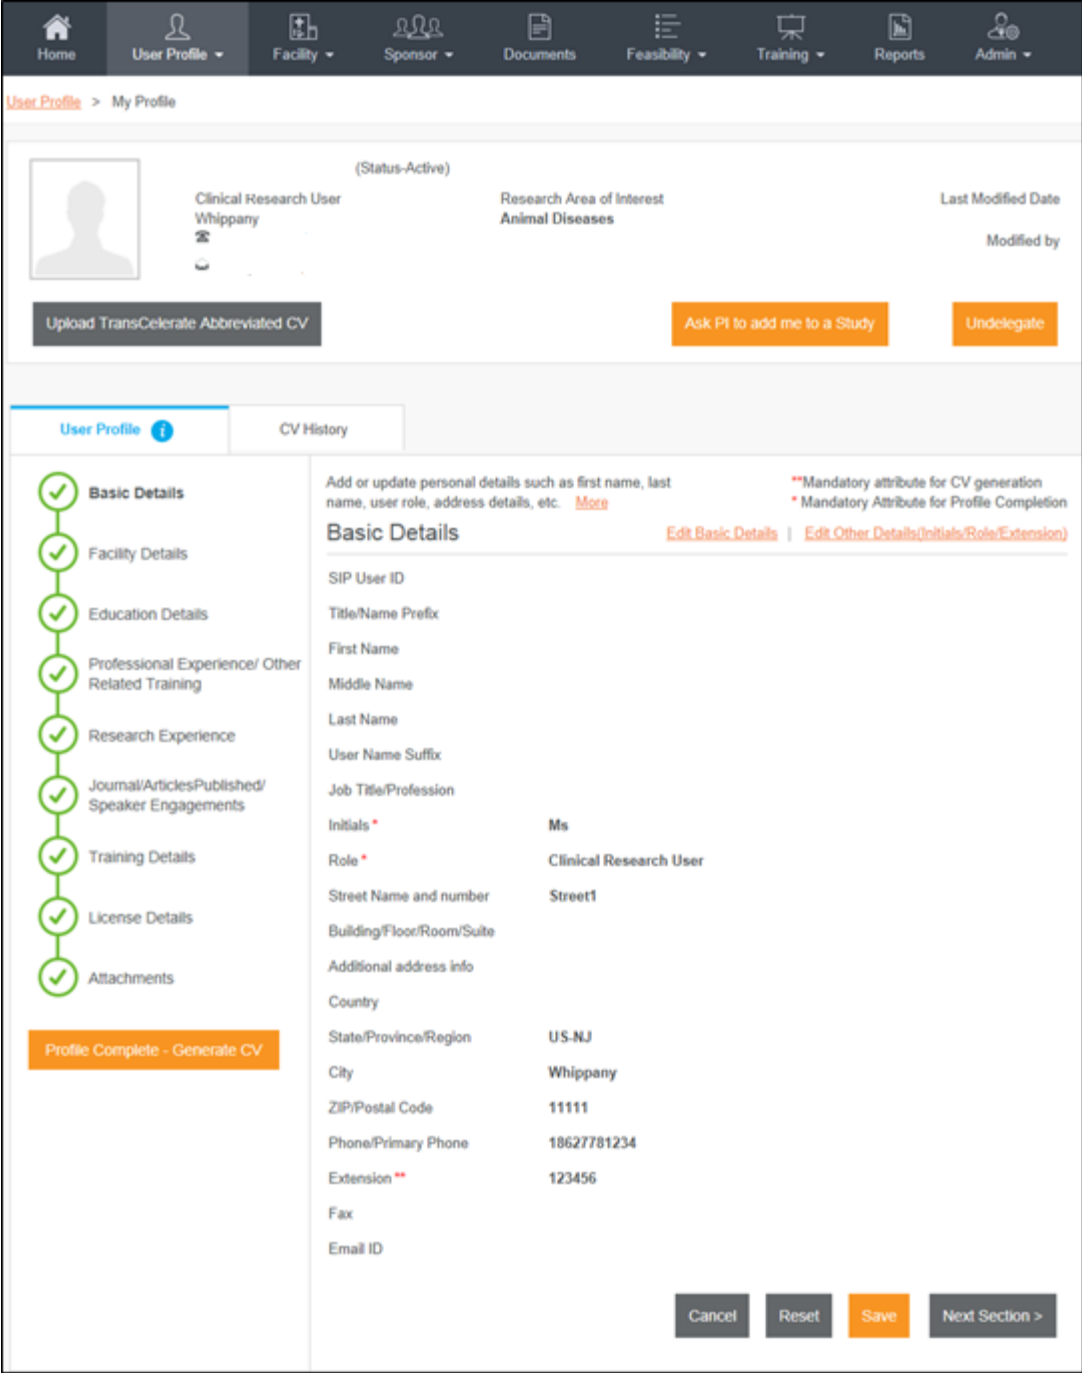 Home
User Profile
Facility
Sponsor
Documents
Feasibility
Training
Reports
Admin
User Profile > My Profile
(Status-Active)
Clinical Research User
Whippany
Research Area of Interest
Animal Diseases
Last Modified Date
Modified by
Upload TransCelerate Abbreviated CV
Ask PI to add me to a Study
Undelegate
User Profile i
CV History
Basic Details
Facility Details
Education Details
Professional Experience/ Other
Related Training
Research Experience
Journal/ArticlesPublished/
Speaker Engagements
Training Details
License Details
Attachments
Profile Complete - Generate CV
Add or update personal details such as first name, last
name, user role, address details, etc. More
**Mandatory attribute for CV generation
* Mandatory Attribute for Profile Completion
Basic Details
Edit Basic Details | Edit Other Details(Initials/Role/Extension)
SIP User ID
Title/Name Prefix
First Name
Middle Name
Last Name
User Name Suffix
Job Title/Profession
Initials * Ms
Role * Clinical Research User
Street Name and number Street1
Building/Floor/Room/Suite
Additional address info
Country
State/Province/Region US-NJ
City Whippany
ZIP/Postal Code 11111
Phone/Primary Phone 18627781234
Extension ** 123456
Fax
Email ID
Cancel
Reset
Save
Next Section >